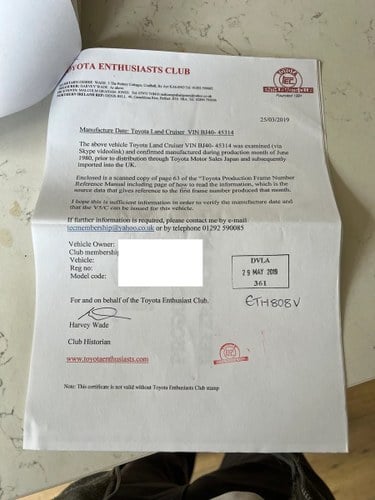 TOYOTA ENTHUSIASTS CLUB
TOYOTA
TEC
Founded 1991
25/03/2019
Manufacture Date: Toyota Land Cruiser VIN BJ40- 45314
The above vehicle Toyota Land Cruiser VIN BJ40-45314 was examined (via
Skype videolink) and confirmed manufactured during production month of June
1980, prior to distribution through Toyota Motor Sales Japan and subsequently
imported into the UK.
Enclosed is a scanned copy of page 63 of the "Toyota Production Frame Number
Reference Manual including page of how to read the information, which is the
source data that gives reference to the first frame number produced that month.
I hope this is sufficient information in order to verify the manufacture date and
that the V5/C can be issued for this vehicle.
If further information is required, please contact me by e-mail
tecmembership@yahoo.co.uk or by telephone 01292 590085
Vehicle Owner:
Club membership
Vehicle:
Reg no:
Model code:
DVLA
29 MAY 2019
361
ETH808V
For and on behalf of the Toyota Enthusiast Club.
Harvey Wade
Club Historian
www.toyotaenthusiasts.com
Note: This certificate is not valid without Toyota Enthusiasts Club stamp